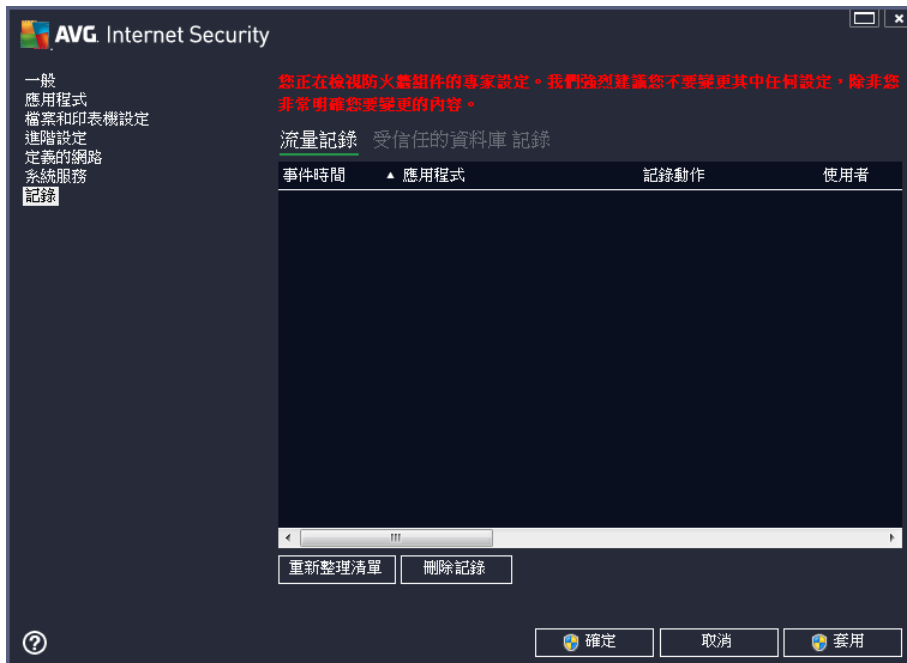 AVG. Internet Security
一般
應用程式
檔案和印表機設定
進階設定
定義的網路
系統服務
記錄
您正在檢視防火牆組件的專家設定。我們強烈建議您不要變更其中任何設定，除非您
非常明確您要變更的內容。
流量記錄 受信任的資料庫 記錄
事件時間 ▲ 應用程式 記錄動作 使用者
重新整理清單 刪除記錄
確定 取消 套用